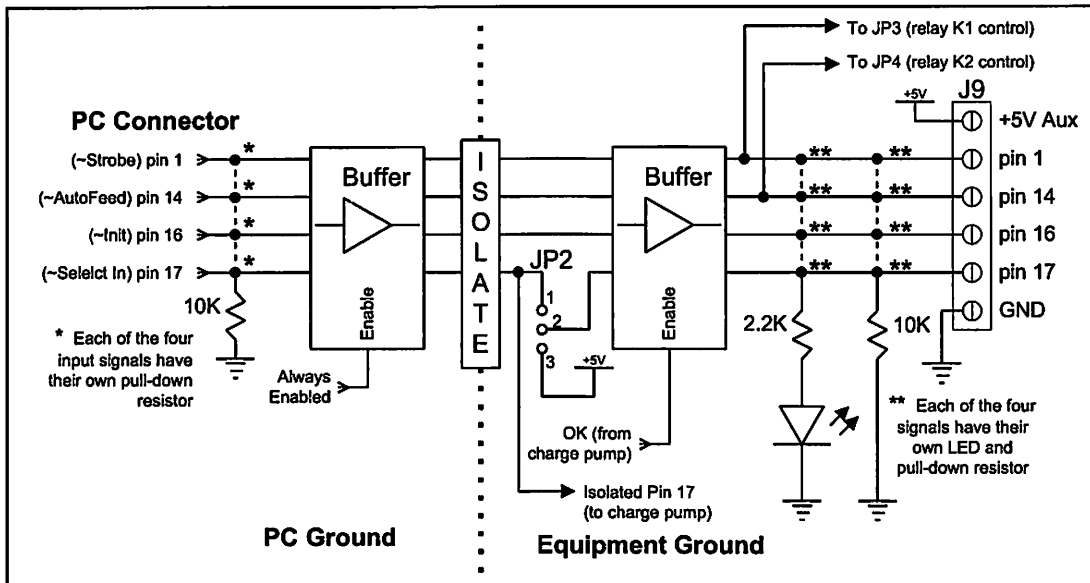 To JP3 (relay K1 control)
To JP4 (relay K2 control)
J9
+5V
+5V Aux
PC Connector
(~Strobe) pin 1
*
Buffer
ISOLATE
Buffer
**
**
pin 1
(~AutoFeed) pin 14
*
**
**
pin 14
(~Init) pin 16
*
**
**
pin 16
(~Selelct In) pin 17
*
JP2
**
**
pin 17
10K
Enable
1
2
3
+5V
Enable
2.2K
10K
GND
* Each of the four
input signals have
their own pull-down
resistor
Always
Enabled
OK (from
charge pump)
** Each of the four
signals have their
own LED and
pull-down resistor
Isolated Pin 17
(to charge pump)
PC Ground
Equipment Ground